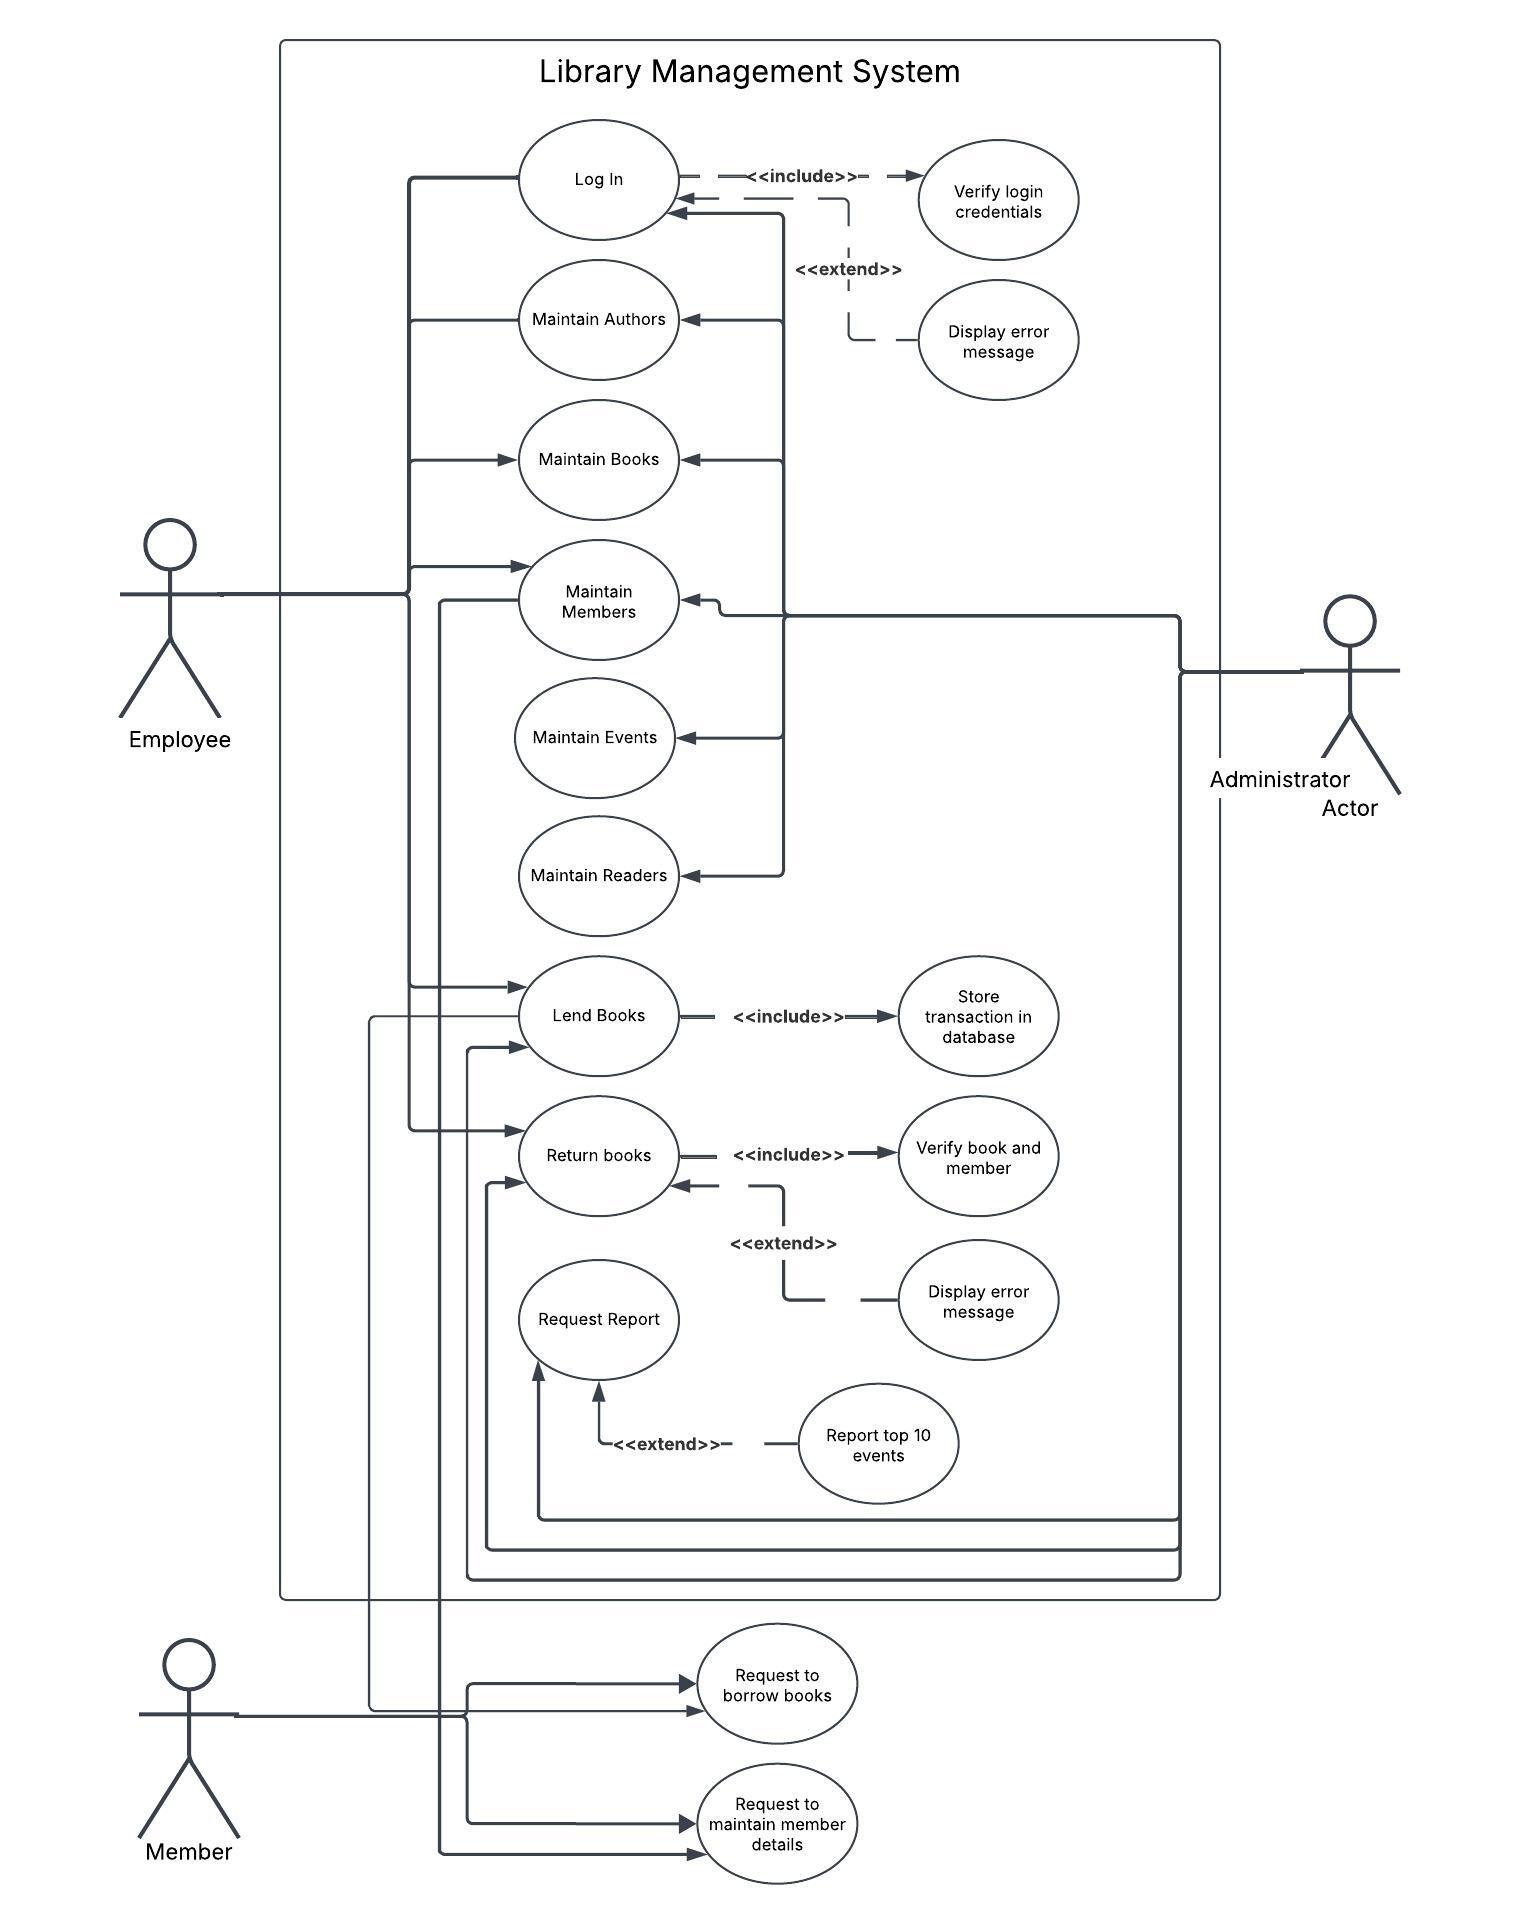 Library Management System
Log In
<<include>>
Verify login
credentials
<<extend>>
Maintain Authors
Display error
message
Maintain Books
Maintain
Members
Employee
Maintain Events
Administrator
Actor
Maintain Readers
Lend Books
<<include>>
Store
transaction in
database
Return books
<<include>>
Verify book and
member
<<extend>>
Display error
message
Request Report
<<extend>>
Report top 10
events
Request to
borrow books
Member
Request to
maintain member
details